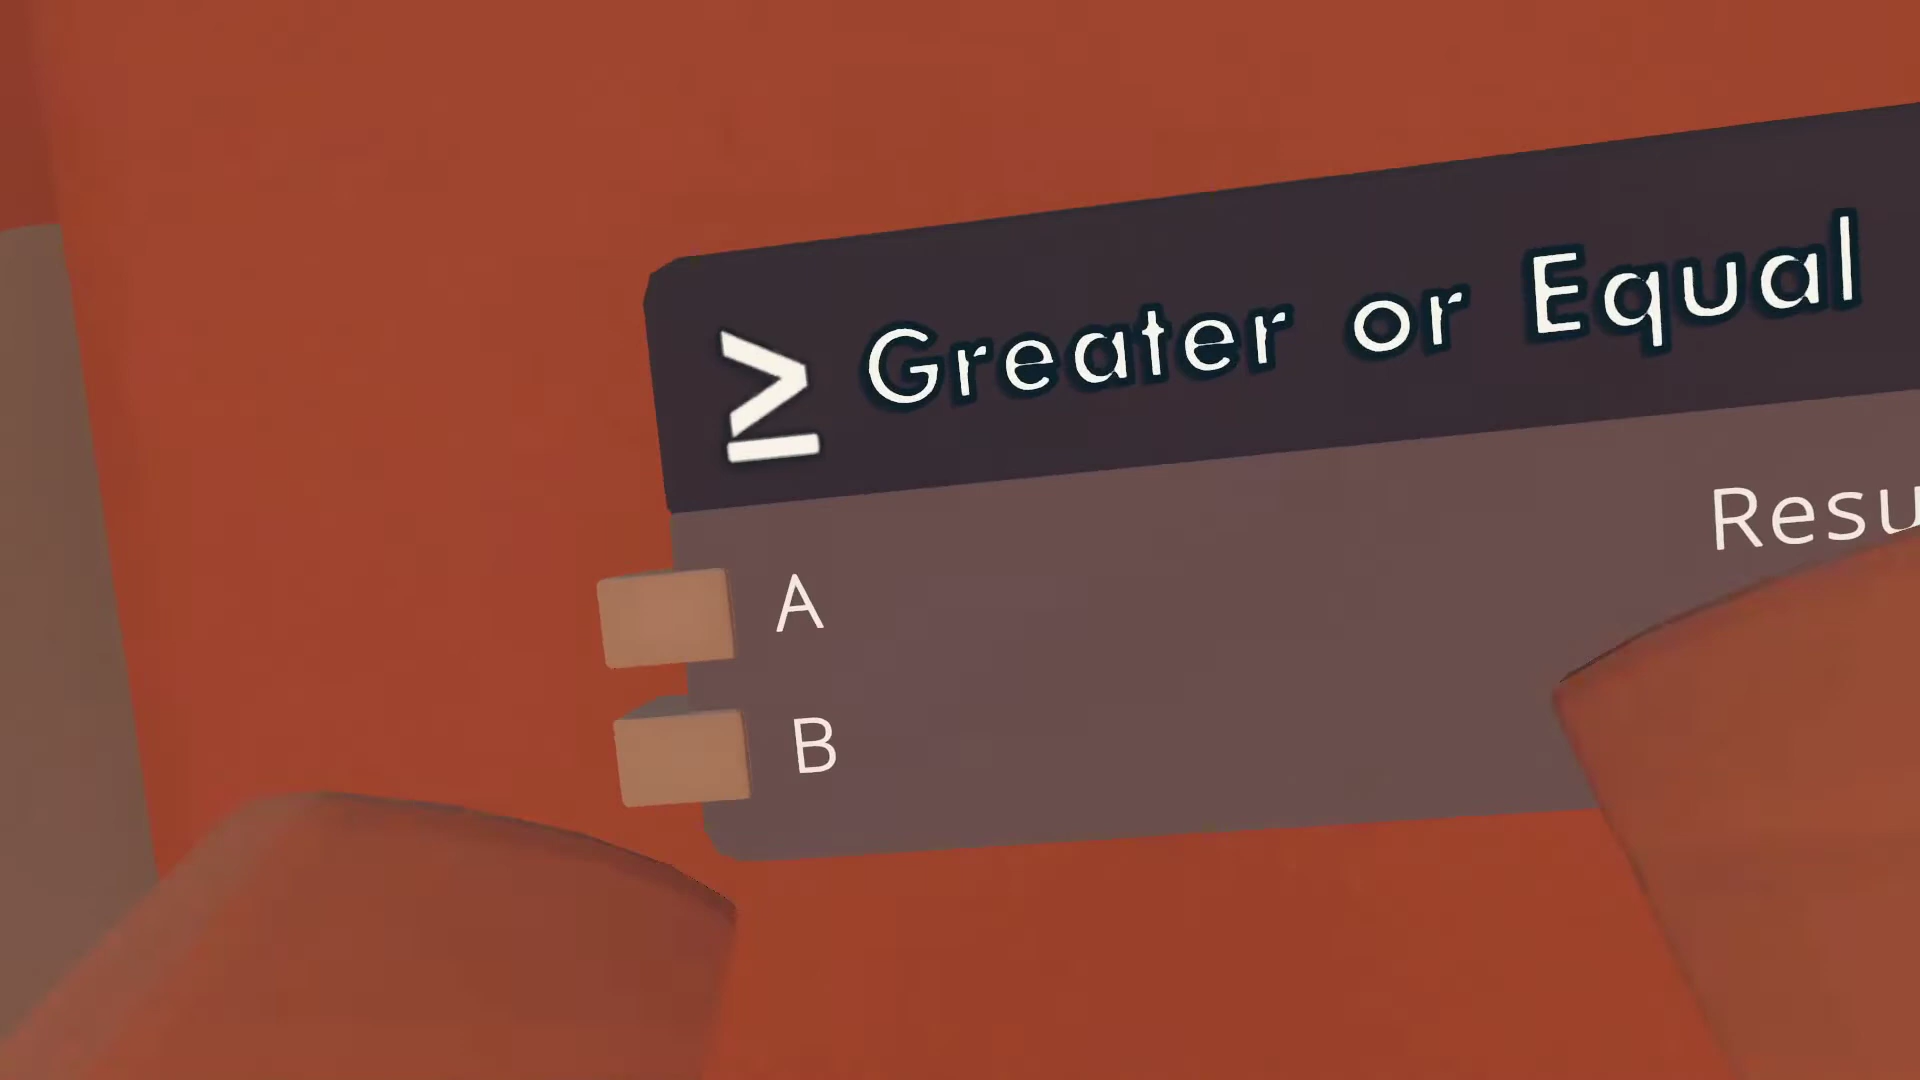 ≥ Greater or Equal
Resu
A
B